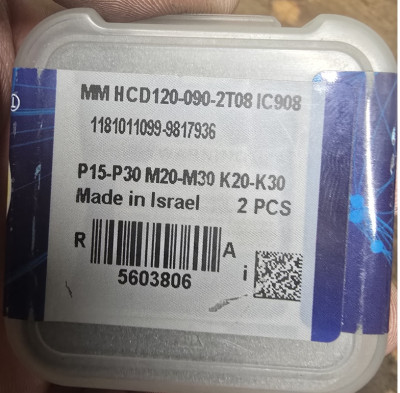 MM HCD120-090-2T08 IC908
1181011099-9817936
P15-P30 M20-M30 K20-K30
Made in Israel 2 PCS
R A
5603806
i